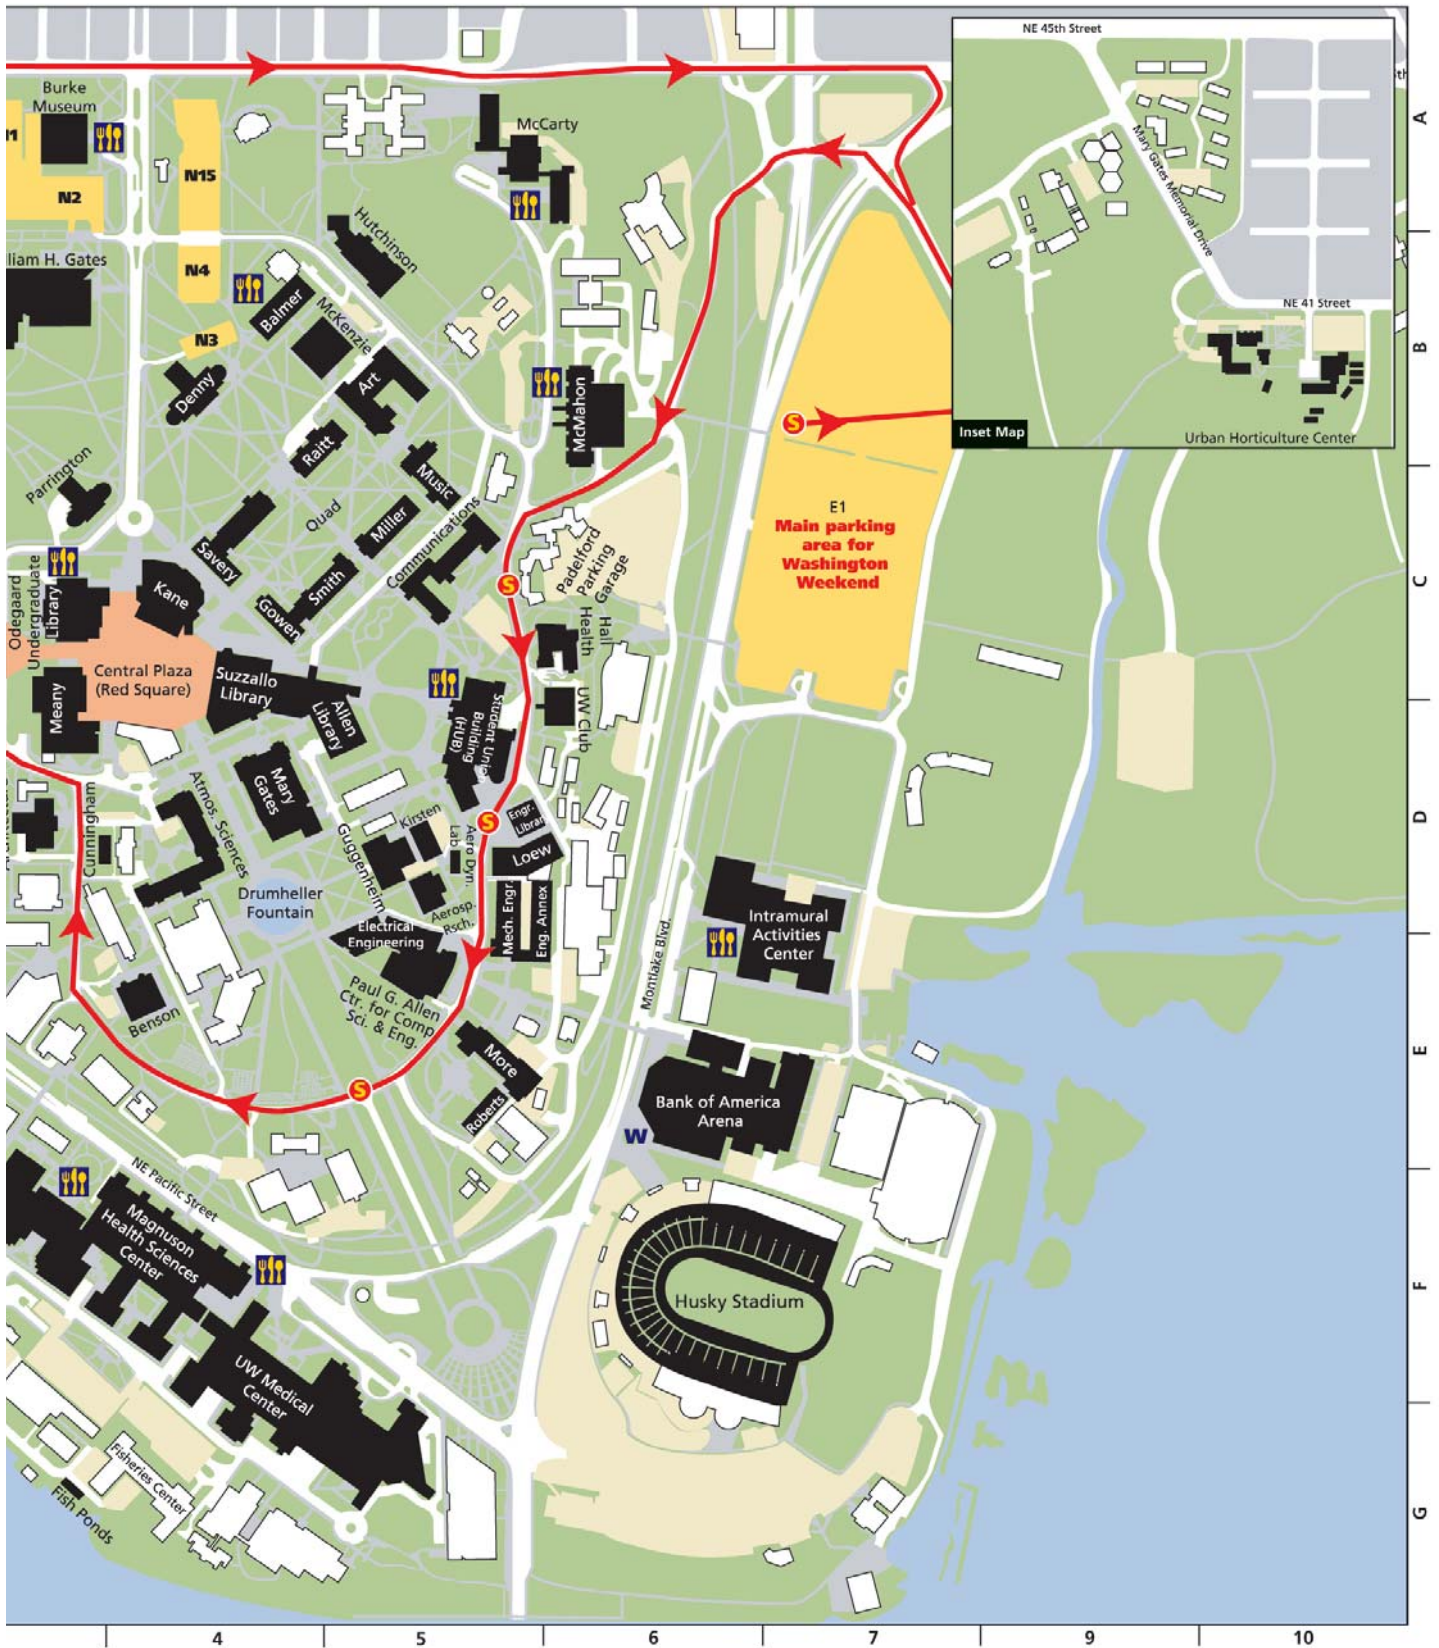 NE 45th Street
Burke
Museum
McCarty
N15
N2
Hutchinson
Mary Gates Memorial Drive
A
liam H. Gates
N4
Balmer
McKenzie
N3
NE 41 Street
B
Denny
Art
McMahon
S
Inset Map
Urban Horticulture Center
Raitt
Parrington
Music
Quad
Miller
Communications
E1
Main parking
area for
Washington
Weekend
Savery
Padelford
Parking
Garage
S
C
Odegaard
Undergraduate
Library
Kane
Smith
Gowen
Hall
Health
Central Plaza
(Red Square)
Suzzallo
Library
Meany
Allen
Library
Student Union
Building
(HUB)
UW Club
Mary
Gates
Atmos. Sciences
Cunningham
Kirsten
S
Engr.
Librar
D
Guggenheim
Aero Dyn.
Lab
Loew
Drumheller
Fountain
Aerosp.
Rsch.
Mech. Engr.
Eng. Annex
Electrical
Engineering
Intramural
Activities
Center
Montlake Blvd.
Paul G. Allen
Ctr. for Comp
Sci. & Eng.
Benson
More
E
S
Roberts
Bank of America
Arena
W
NE Pacific Street
Magnuson
Health Sciences
Center
F
Husky Stadium
UW Medical
Center
Fisheries Center
Fish Ponds
G
4
5
6
7
9
10